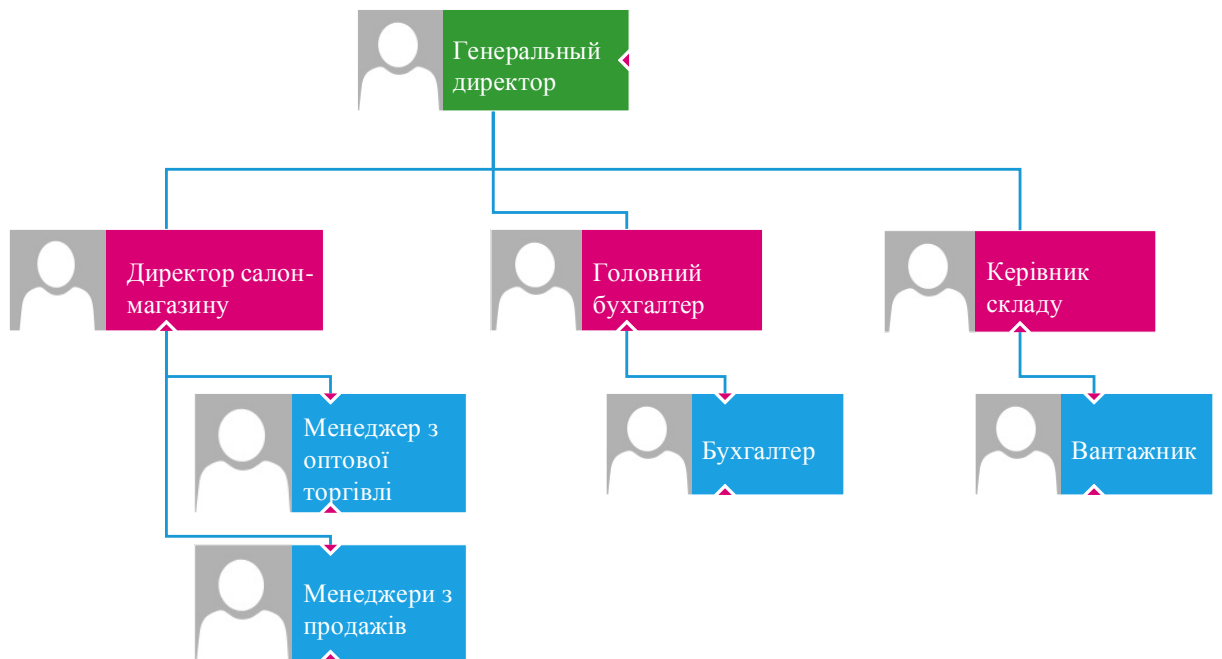 Генеральный
директор
Директор салон-
магазину
Головний
бухгалтер
Керівник
складу
Менеджер з
оптової
торгівлі
Бухгалтер
Вантажник
Менеджери з
продажів